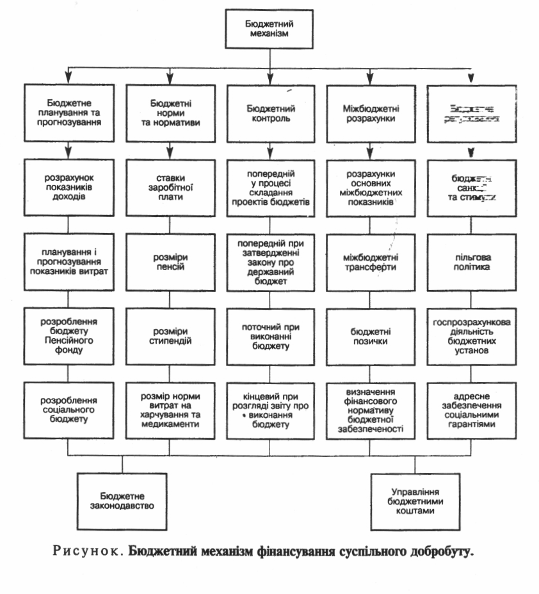 Бюджетний
механізм
Бюджетне
планування та
прогнозування
Бюджетні
норми
та нормативи
Бюджетний
контроль
Міжбюджетні
розрахунки
розрахунок
показників
доходів
ставки
заробітної
плати
попередній
у процесі
складання
проектів бюджетів
розрахунки
основних
міжбюджетних
показників
та
планування і
прогнозування
показників витрат
розміри
пенсій
попередній при
затвердженні
закону про
державний
бюджет
міжбюджетні
трансферти
пільгова
політика
розроблення
бюджету
Пенсійного
фонду
розміри
стипендій
поточний при
виконанні
бюджету
бюджетні
позички
госпрозрахункова
діяльність
бюджетних
установ
розроблення
соціального
бюджету
розмір норми
витрат на
харчування та
медикаменти
кінцевий при
розгляді звіту про
виконання
бюджету
визначення
фінансового
нормативу
бюджетної
забезпеченості
адресне
забезпечення
соціальними
гарантіями
Бюджетне
законодавство
Управління
бюджетними
коштами
Рисунок. Бюджетний механізм фінансування суспільного добробуту.